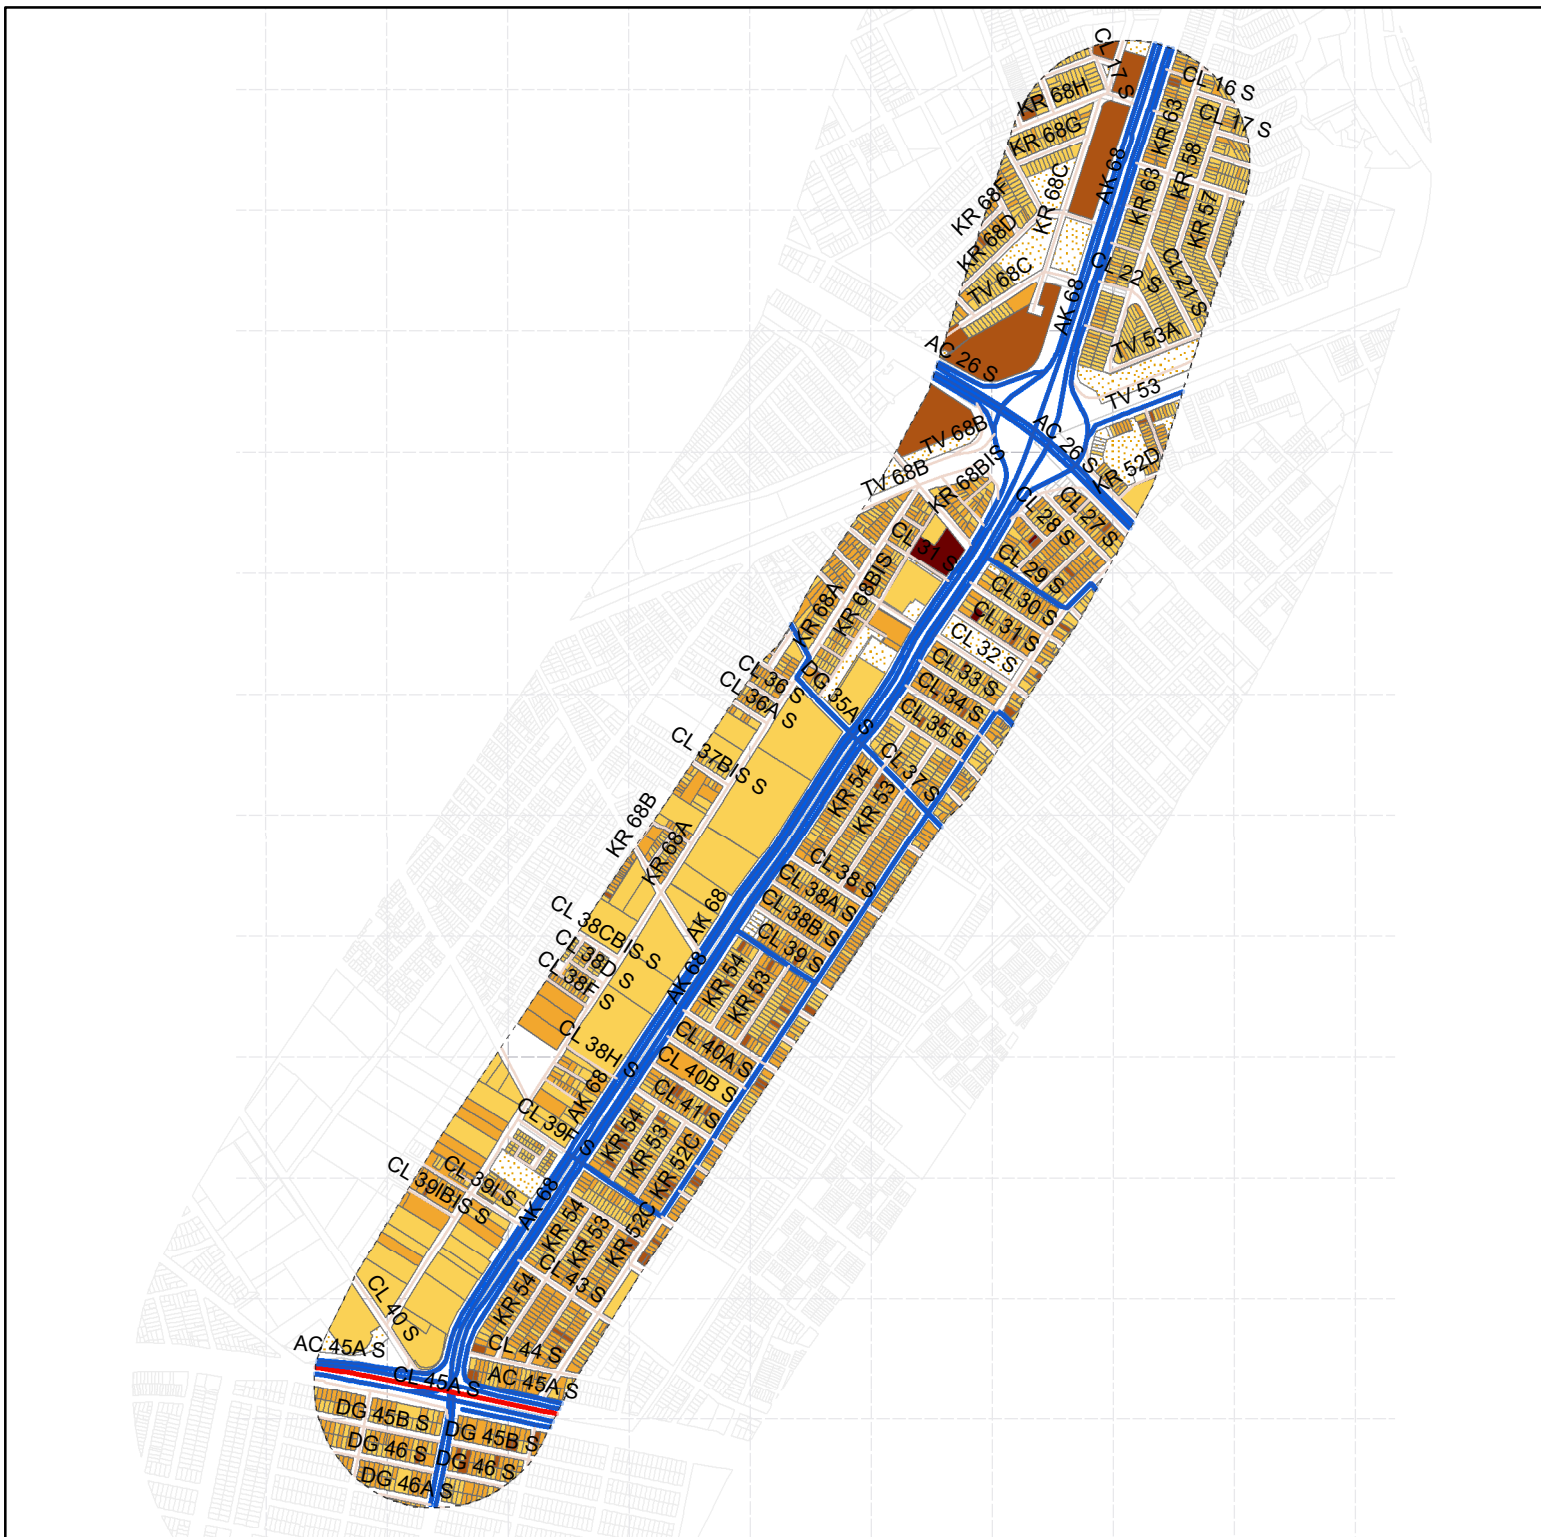 CL 17 S
CL 16 S
KR 68H
KR 63
CL 17 S
KR 68G
AK 68
KR 58
KR 68C
KR 63
KR 68F
KR 57
KR 68D
CL 22 S
CL 21 S
TV 68C
AK 68
TV 53A
AC 26 S
TV 53
TV 68B
AC 26 S
TV 68B
KR 68BIS
KR 52D
CL 28 S
CL 27 S
CL 31 S
CL 29 S
KR 68BIS
CL 30 S
KR 68A
CL 31 S
CL 32 S
CL 36 S
DG 35A S
CL 33 S
CL 36A S
CL 34 S
CL 35 S
CL 37BIS S
CL 37 S
KR 54
KR 53
KR 68B
KR 68A
CL 38 S
CL 38A S
AK 68
CL 38B S
CL 38CBIS S
CL 39 S
CL 38D S
AK 68
KR 54
KR 53
CL 38F S
CL 38H S
CL 40A S
CL 40B S
AK 68
CL 41 S
CL 39F S
KR 54
KR 53
KR 52C
CL 39I S
CL 39IBIS S
AK 68
KR 54
KR 53
KR 52C
CL 43 S
KR 54
CL 40 S
AC 45A S
CL 44 S
CL 45A S
AC 45A S
DG 45B S
DG 45B S
DG 46 S
DG 46 S
DG 46A S